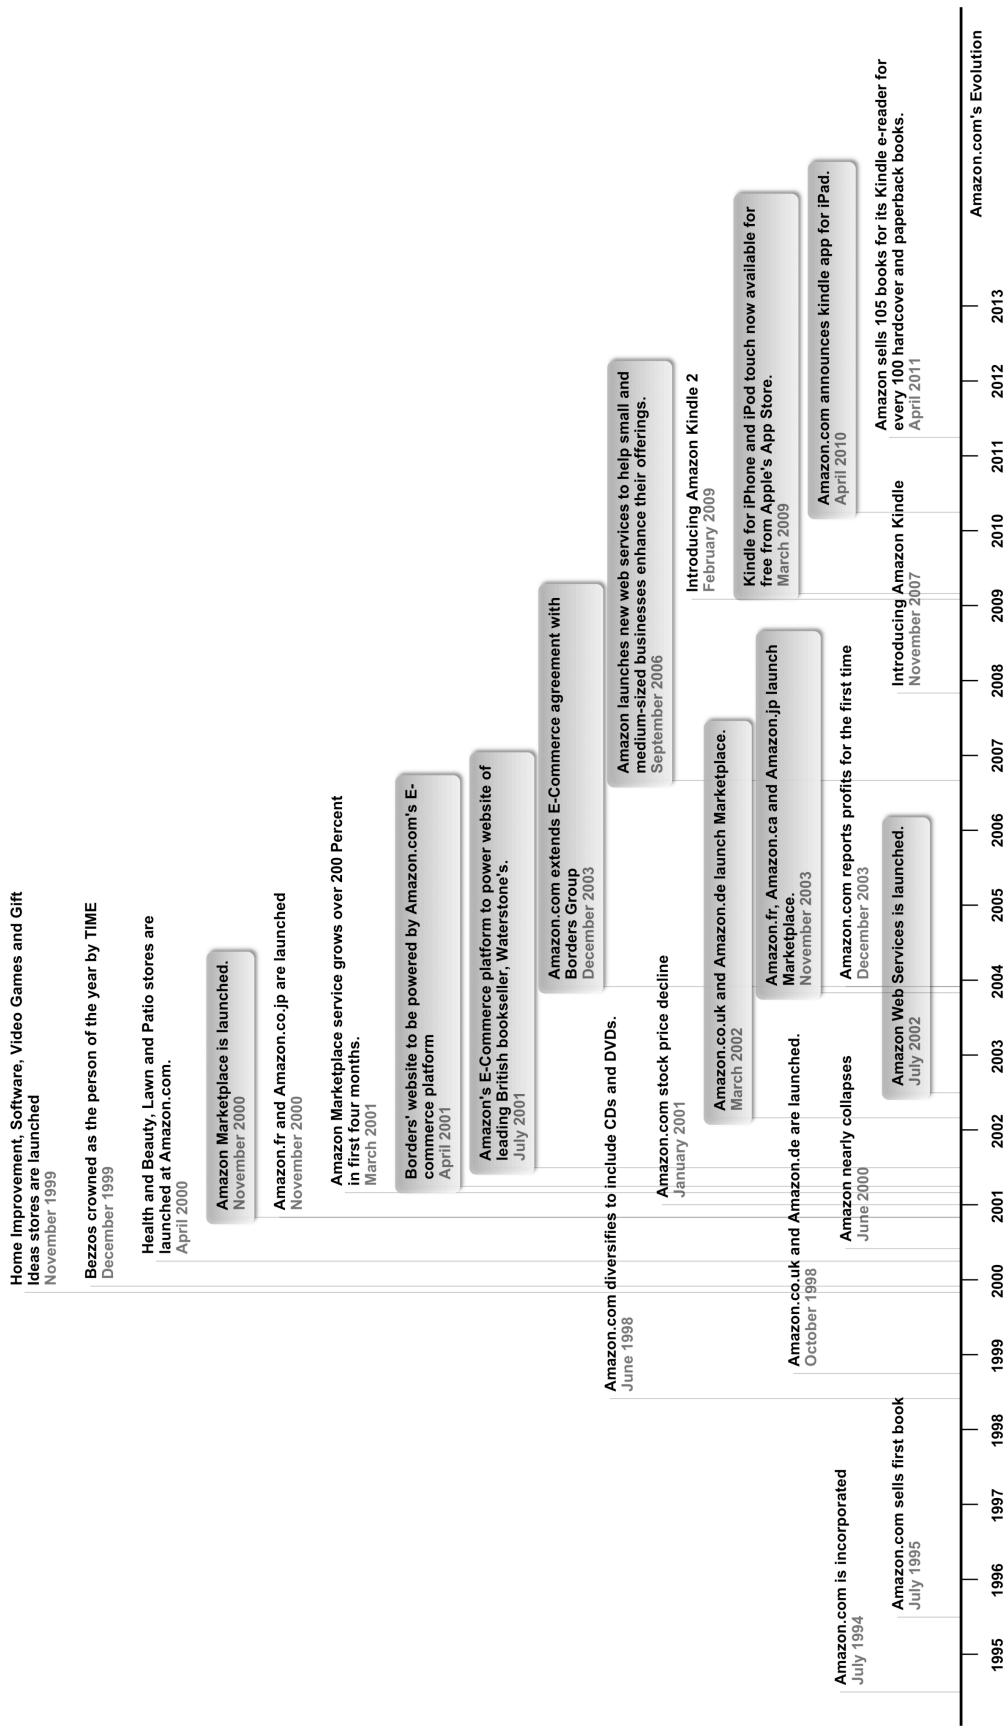 Home Improvement, Software, Video Games and Gift
Ideas stores are launched
November 1999
Bezzos crowned as the person of the year by TIME
December 1999
Health and Beauty, Lawn and Patio stores are
launched at Amazon.com.
April 2000
Amazon Marketplace is launched.
November 2000
Amazon.fr and Amazon.co.jp are launched
November 2000
Amazon Marketplace service grows over 200 Percent
in first four months.
March 2001
Borders' website to be powered by Amazon.com's E-
commerce platform
April 2001
Amazon's E-Commerce platform to power website of
leading British bookseller, Waterstone's.
July 2001
Amazon.com extends E-Commerce agreement with
Borders Group
December 2003
Amazon.com diversifies to include CDs and DVDs.
June 1998
Amazon launches new web services to help small and
medium-sized businesses enhance their offerings.
September 2006
Amazon.com stock price decline
January 2001
Introducing Amazon Kindle 2
February 2009
Amazon.co.uk and Amazon.de launch Marketplace.
March 2002
Kindle for iPhone and iPod touch now available for
free from Apple's App Store.
March 2009
Amazon.co.uk and Amazon.de are launched.
October 1998
Amazon.fr, Amazon.ca and Amazon.jp launch
Marketplace.
November 2003
Amazon.com announces kindle app for iPad.
April 2010
Amazon.com is incorporated
July 1994
Amazon nearly collapses
June 2000
Amazon.com reports profits for the first time
December 2003
Amazon sells 105 books for its Kindle e-reader for
every 100 hardcover and paperback books.
April 2011
Amazon.com sells first book
July 1995
Amazon Web Services is launched.
July 2002
Introducing Amazon Kindle
November 2007
Amazon.com's Evolution
1995 1996 1997 1998 1999 2000 2001 2002 2003 2004 2005 2006 2007 2008 2009 2010 2011 2012 2013